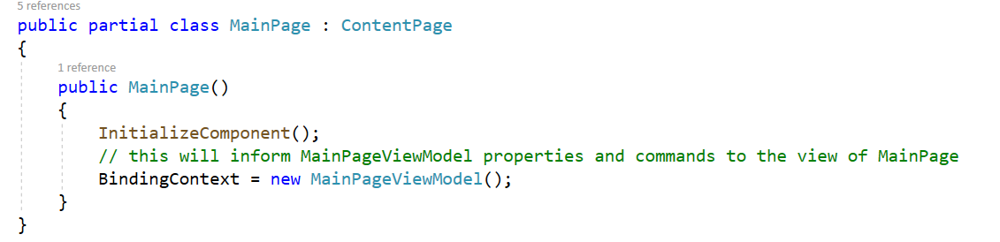 5 references
public partial class MainPage : ContentPage
{
1 reference
public MainPage()
{
InitializeComponent();
// this will inform MainPageViewModel properties and commands to the view of MainPage
BindingContext = new MainPageViewModel();
}
}